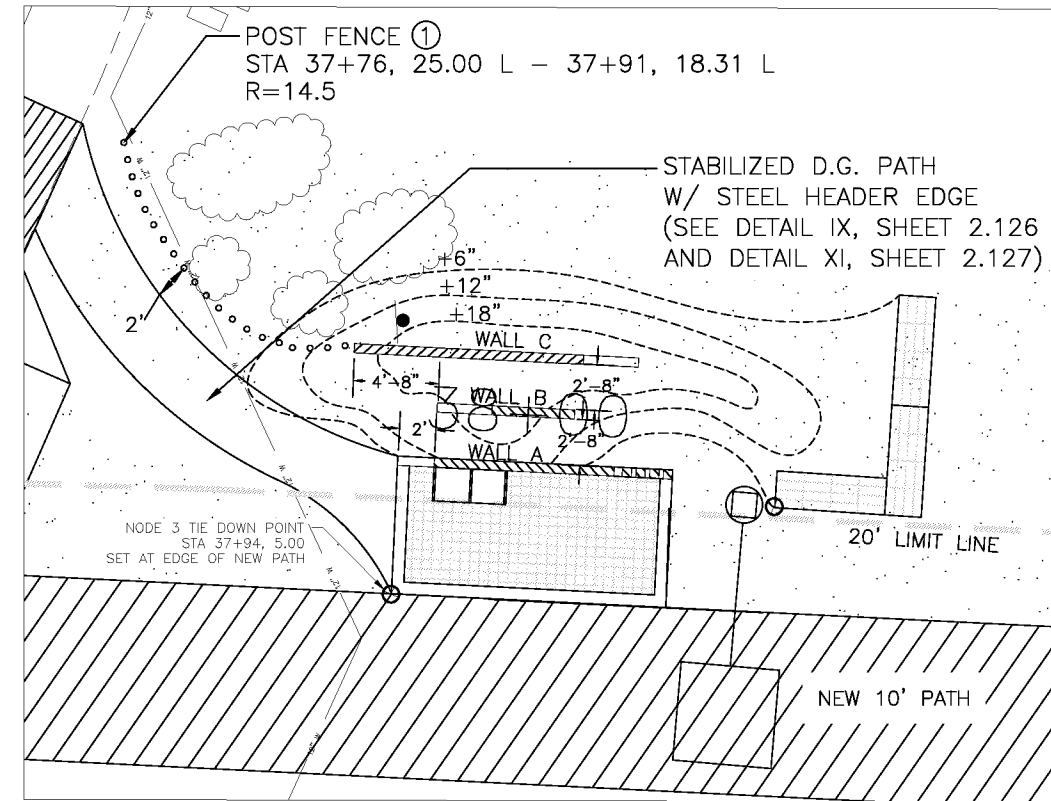 12"
POST FENCE ①
STA 37+76, 25.00 L – 37+91, 18.31 L
R=14.5
STABILIZED D.G. PATH
W/ STEEL HEADER EDGE
(SEE DETAIL IX, SHEET 2.126
AND DETAIL XI, SHEET 2.127)
+6"
+12"
+18"
2'
WALL C
4'-8"
2'-8"
WALL B
2'
2'-8"
WALL A
NODE 3 TIE DOWN POINT
STA 37+94, 5.00
SET AT EDGE OF NEW PATH
20' LIMIT LINE
NEW 10' PATH